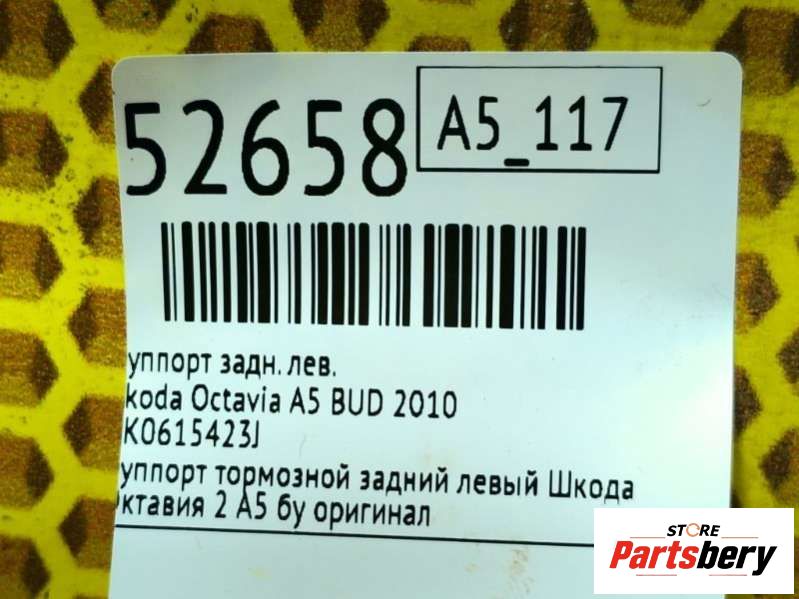 52658
A5_117
уппорт задн. лев.
koda Octavia A5 BUD 2010
K0615423J
уппорт тормозной задний левый Шкода
ктавия 2 А5 бу оригинал
STORE
Partsbery